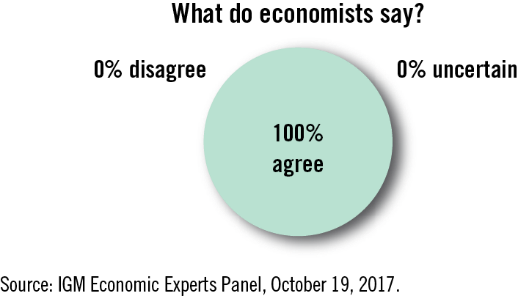 What do economists say?
0% disagree
0% uncertain
100%
agree
Source: IGM Economic Experts Panel, October 19, 2017.